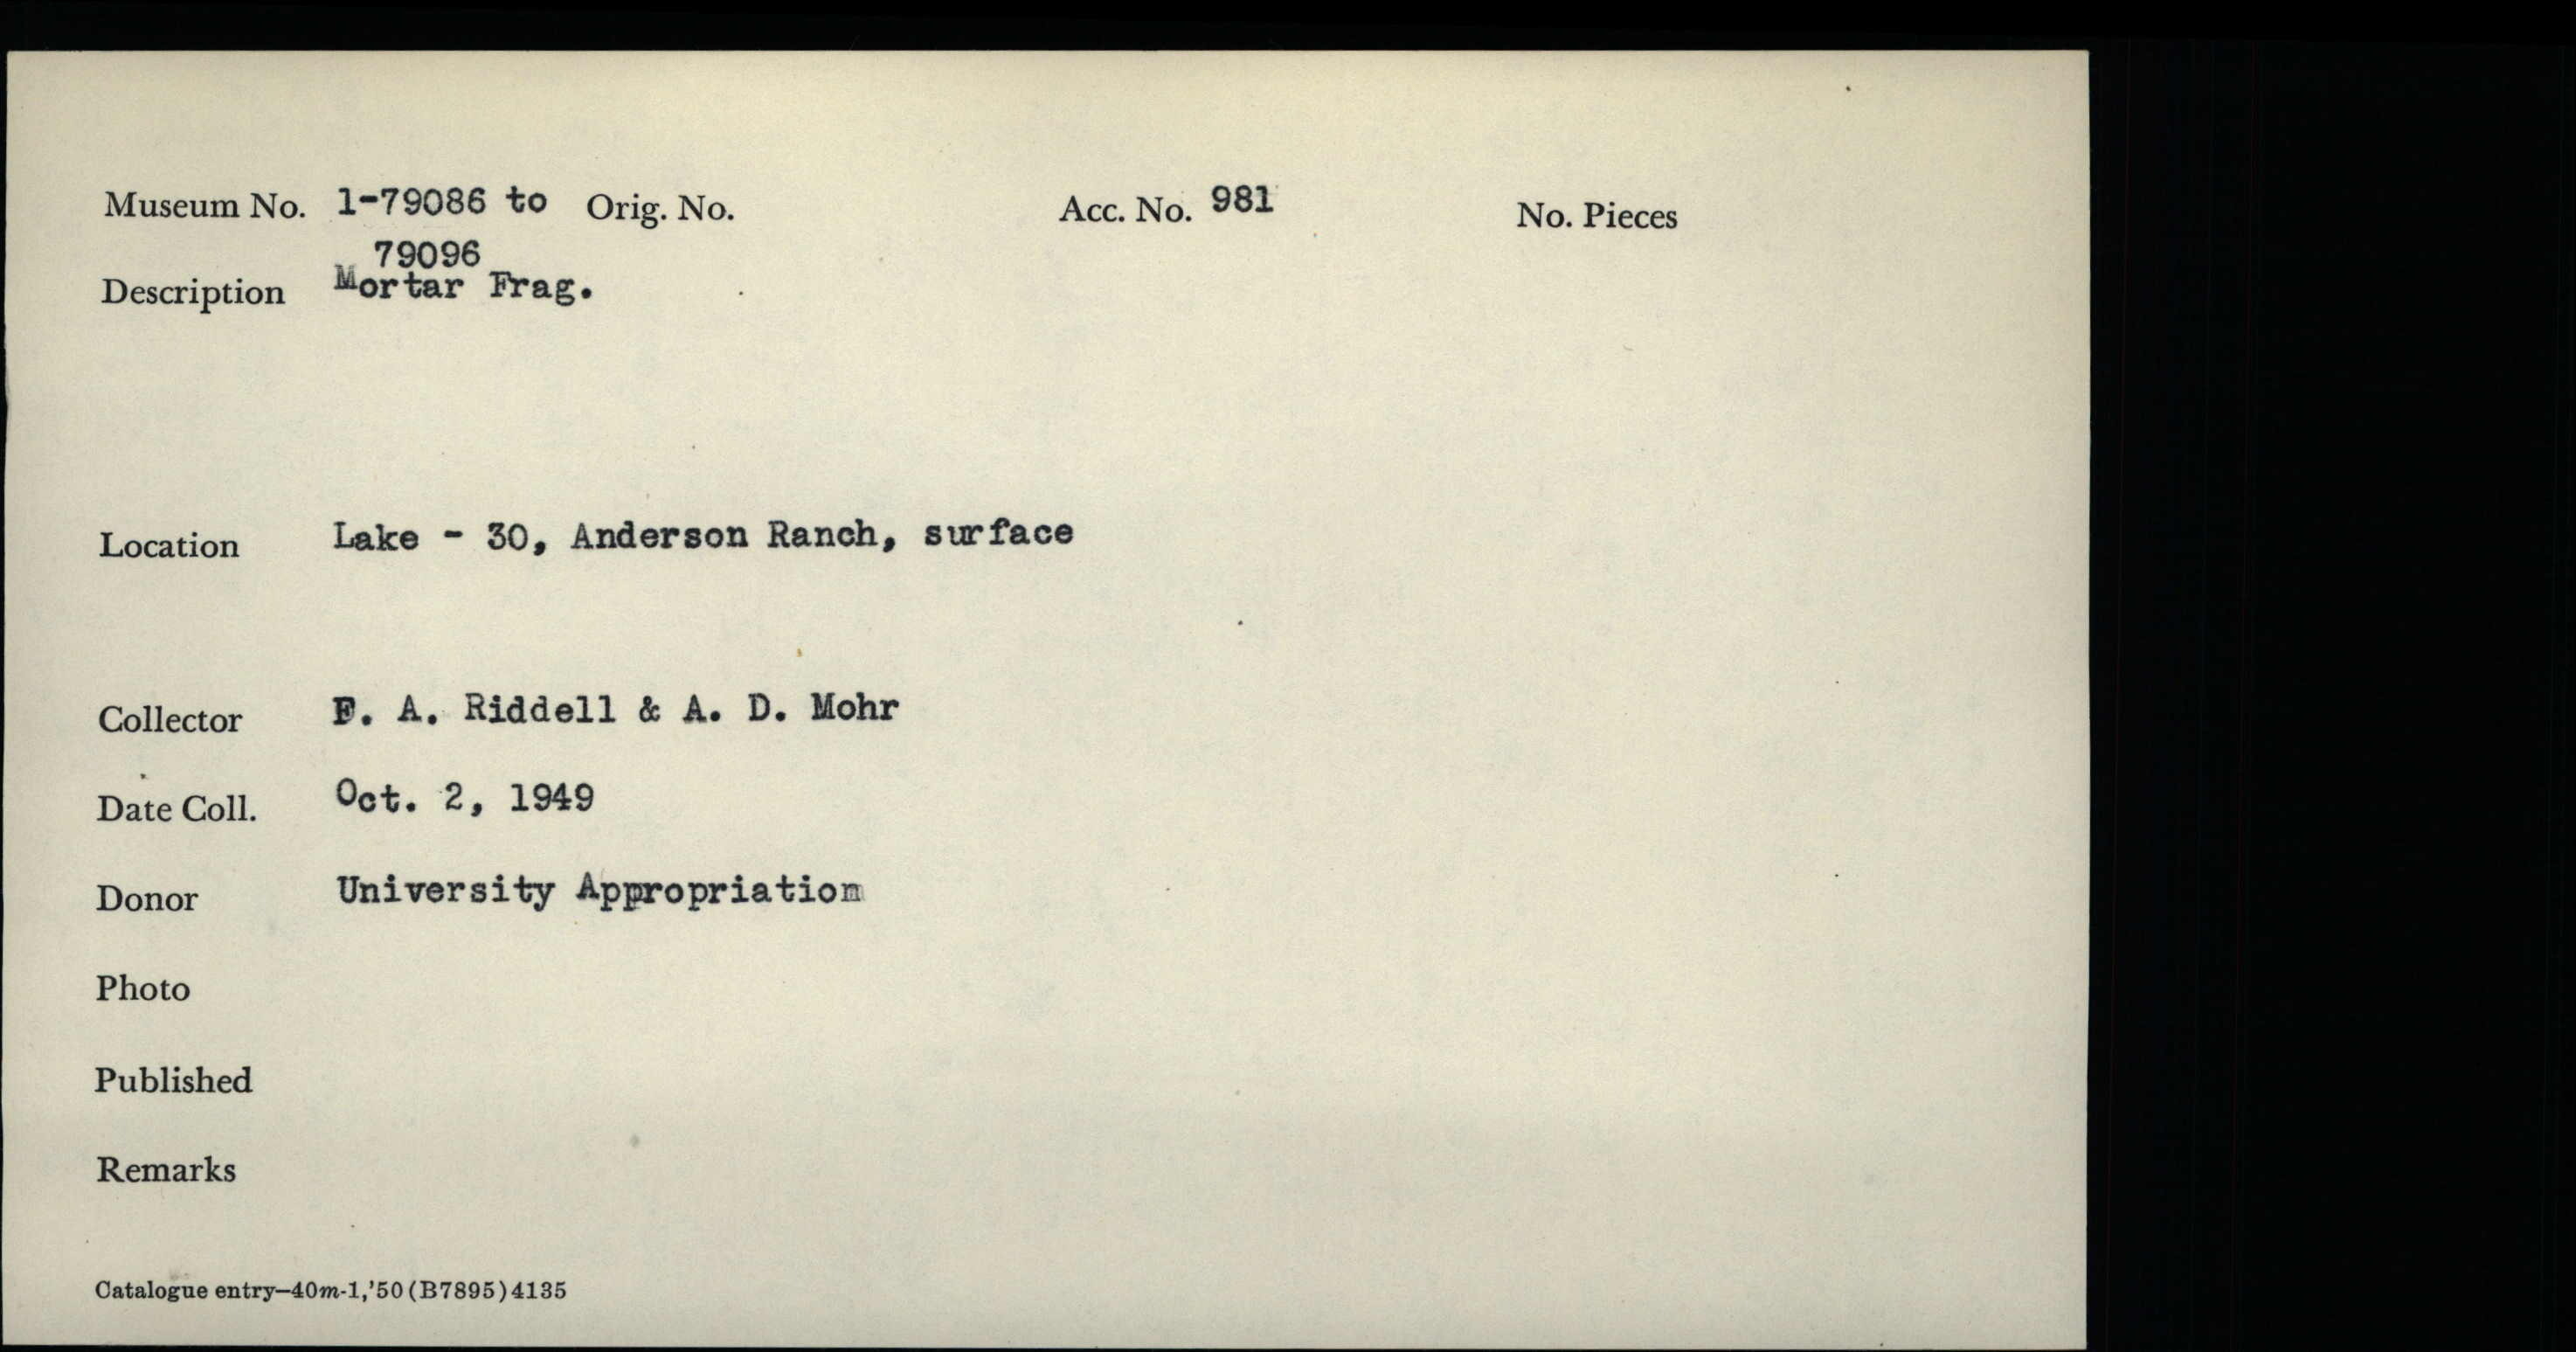 Museum No. 1-79086 to Orig. No. Acc. No. 981 No. Pieces
79096
Description Mortar Frag.
Location Lake - 30, Anderson Ranch, surface
Collector F. A. Riddell & A. D. Mohr
Date Coll. Oct. 2, 1949
Donor University Appropriation
Photo
Published
Remarks
Catalogue entry—40m-1,'50(B7895)4135